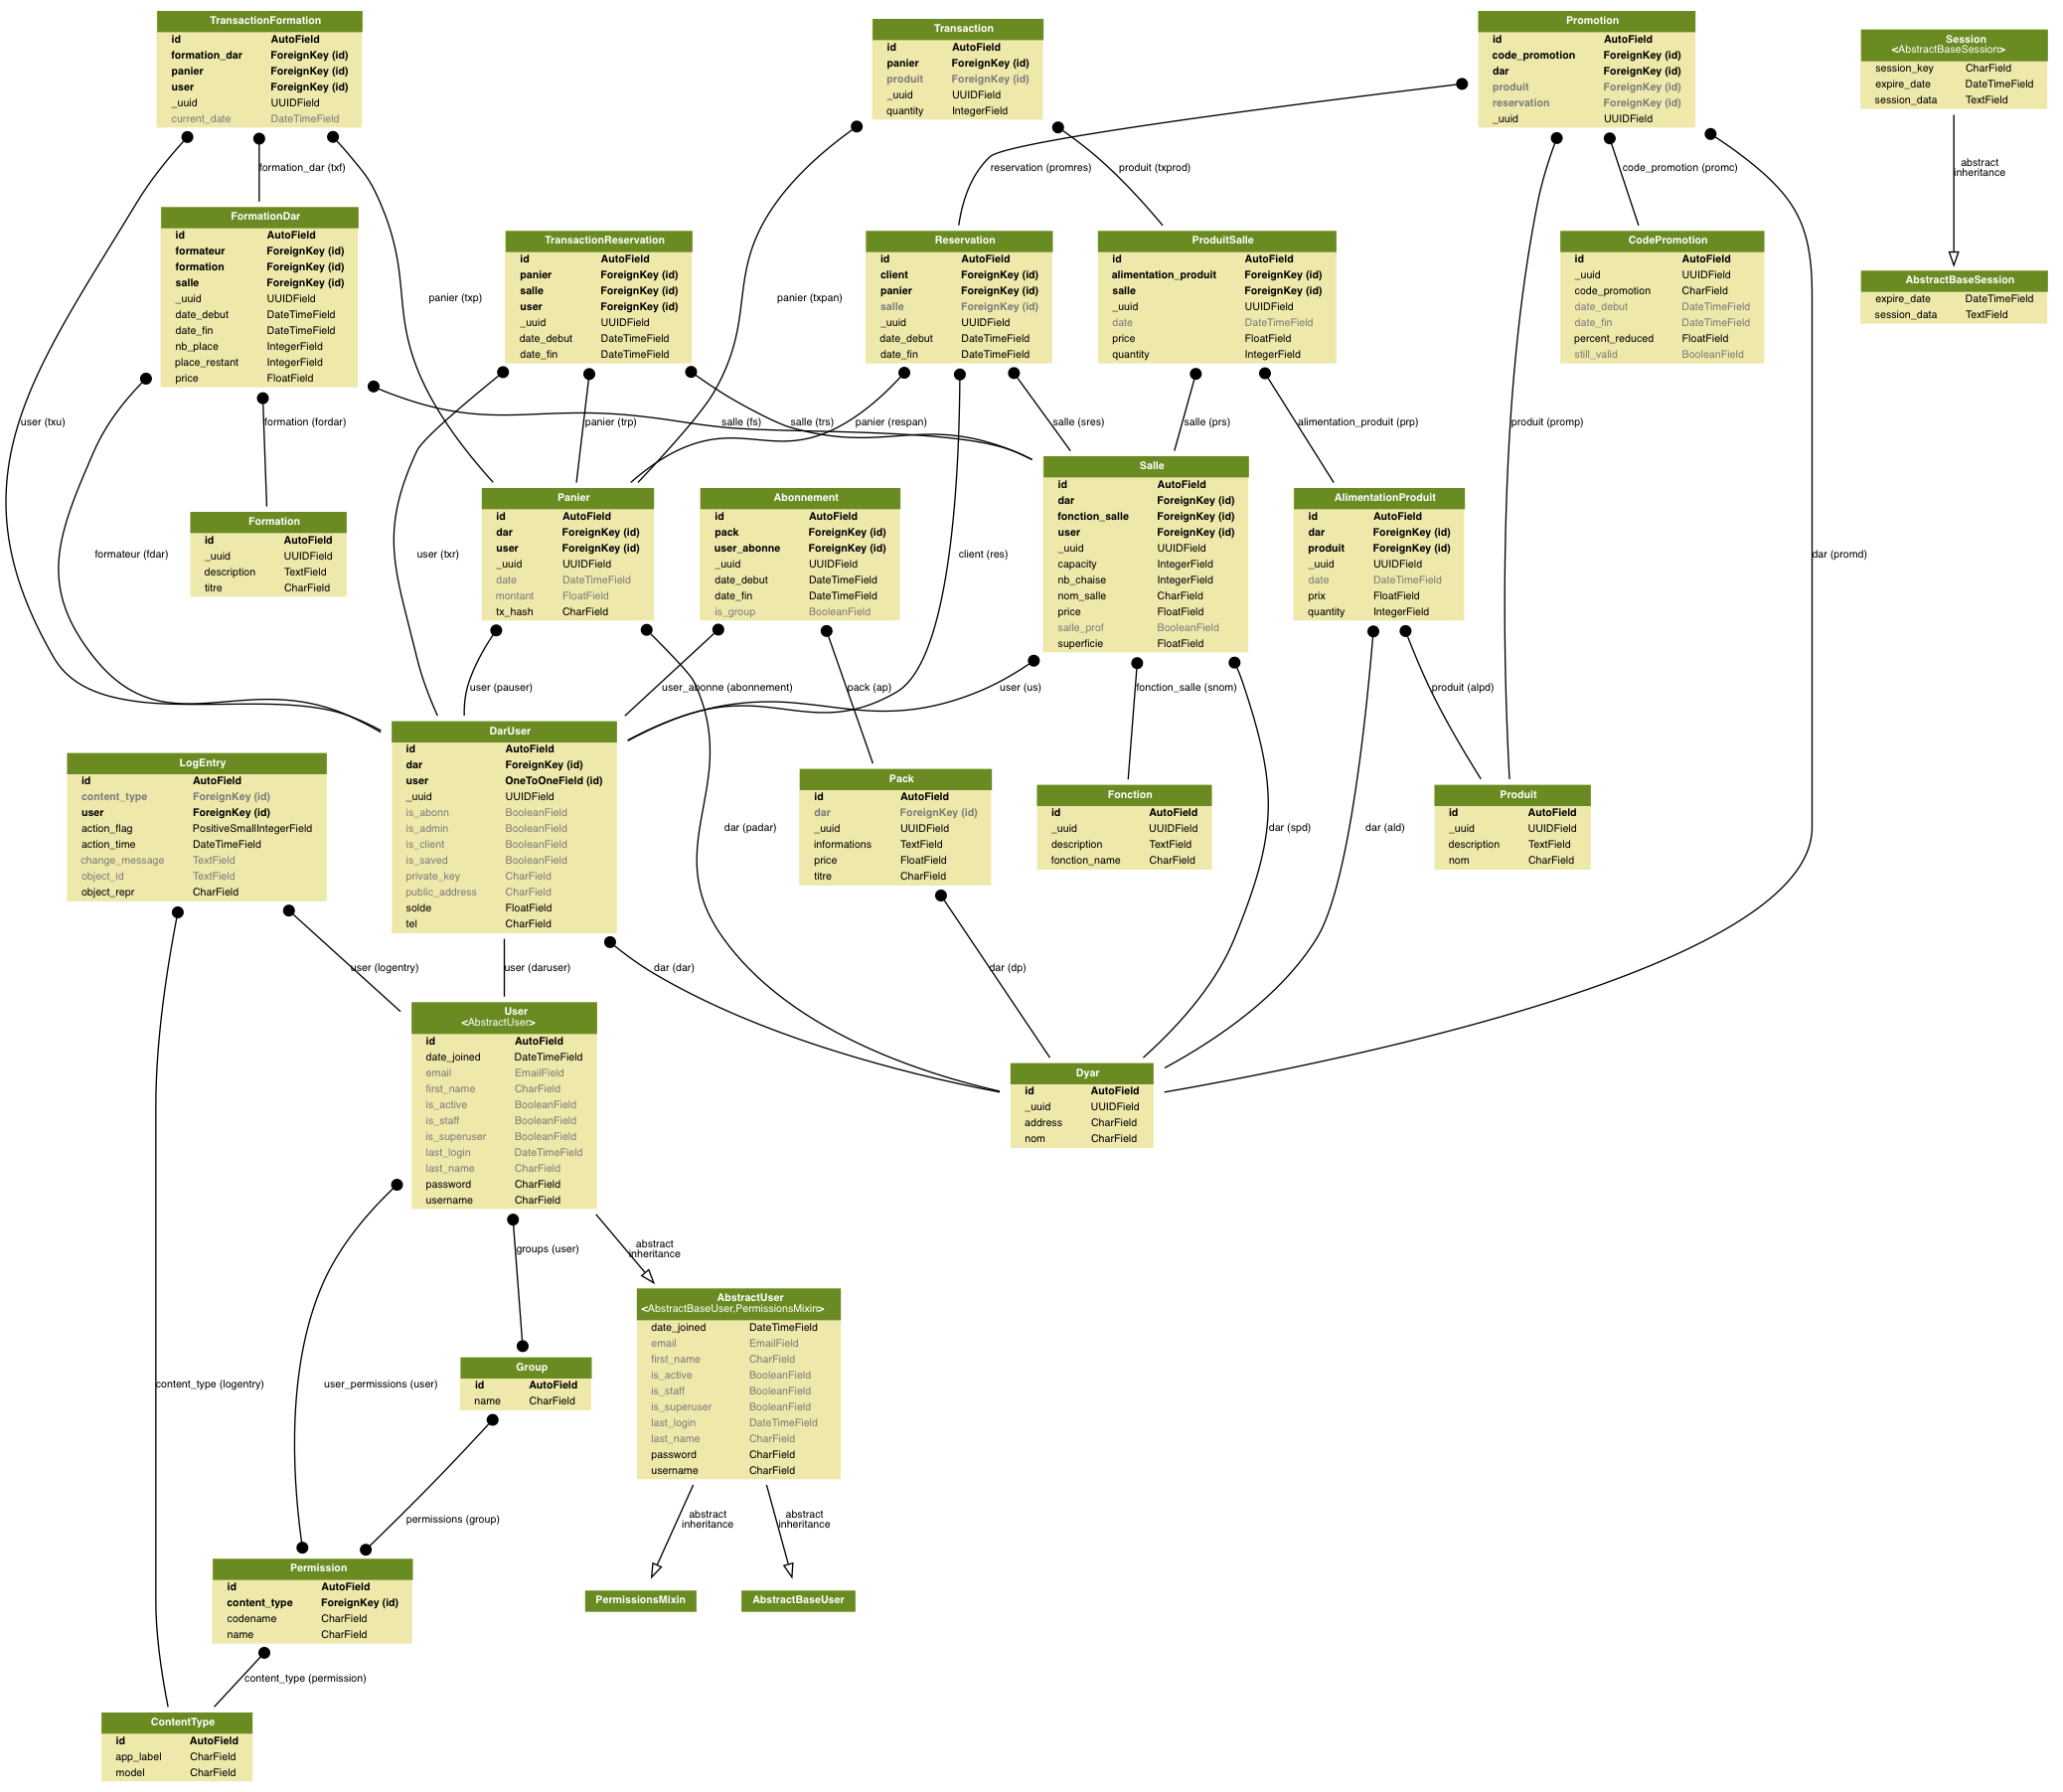 TransactionFormation
id AutoField
formation_dar ForeignKey (id)
panier ForeignKey (id)
user ForeignKey (id)
_uuid UUIDField
current_date DateTimeField
Transaction
id AutoField
panier ForeignKey (id)
produit ForeignKey (id)
_uuid UUIDField
quantity IntegerField
Promotion
id AutoField
code_promotion ForeignKey (id)
dar ForeignKey (id)
produit ForeignKey (id)
reservation ForeignKey (id)
_uuid UUIDField
Session
<AbstractBaseSession>
session_key CharField
expire_date DateTimeField
session_data TextField
formation_dar (txf)
reservation (promres)
produit (txprod)
code_promotion (promc)
abstract
inheritance
FormationDar
id AutoField
formateur ForeignKey (id)
formation ForeignKey (id)
salle ForeignKey (id)
_uuid UUIDField
date_debut DateTimeField
date_fin DateTimeField
nb_place IntegerField
place_restant IntegerField
price FloatField
panier (txp)
TransactionReservation
id AutoField
panier ForeignKey (id)
salle ForeignKey (id)
user ForeignKey (id)
_uuid UUIDField
date_debut DateTimeField
date_fin DateTimeField
panier (txpan)
Reservation
id AutoField
client ForeignKey (id)
panier ForeignKey (id)
salle ForeignKey (id)
_uuid UUIDField
date_debut DateTimeField
date_fin DateTimeField
ProduitSalle
id AutoField
alimentation_produit ForeignKey (id)
salle ForeignKey (id)
_uuid UUIDField
date DateTimeField
price FloatField
quantity IntegerField
CodePromotion
id AutoField
_uuid UUIDField
code_promotion CharField
date_debut DateTimeField
date_fin DateTimeField
percent_reduced FloatField
still_valid BooleanField
AbstractBaseSession
expire_date DateTimeField
session_data TextField
user (txu)
formation (fordar)
panier (trp)
salle (fs)
salle (trs)
panier (respan)
salle (sres)
salle (prs)
alimentation_produit (prp)
produit (promp)
Formation
id AutoField
_uuid UUIDField
description TextField
titre CharField
formateur (fdar)
user (txr)
Panier
id AutoField
dar ForeignKey (id)
user ForeignKey (id)
_uuid UUIDField
date DateTimeField
montant FloatField
tx_hash CharField
Abonnement
id AutoField
pack ForeignKey (id)
user_abonne ForeignKey (id)
_uuid UUIDField
date_debut DateTimeField
date_fin DateTimeField
is_group BooleanField
client (res)
Salle
id AutoField
dar ForeignKey (id)
fonction_salle ForeignKey (id)
user ForeignKey (id)
_uuid UUIDField
capacity IntegerField
nb_chaise IntegerField
nom_salle CharField
price FloatField
salle_prof BooleanField
superficie FloatField
AlimentationProduit
id AutoField
dar ForeignKey (id)
produit ForeignKey (id)
_uuid UUIDField
date DateTimeField
prix FloatField
quantity IntegerField
dar (promd)
user (pauser)
user_abonne (abonnement)
pack (ap)
user (us)
fonction_salle (snom)
produit (alpd)
LogEntry
id AutoField
content_type ForeignKey (id)
user ForeignKey (id)
action_flag PositiveSmallIntegerField
action_time DateTimeField
change_message TextField
object_id TextField
object_repr CharField
DarUser
id AutoField
dar ForeignKey (id)
user OneToOneField (id)
_uuid UUIDField
is_abonn BooleanField
is_admin BooleanField
is_client BooleanField
is_saved BooleanField
private_key CharField
public_address CharField
solde FloatField
tel CharField
dar (padar)
Pack
id AutoField
dar ForeignKey (id)
_uuid UUIDField
informations TextField
price FloatField
titre CharField
Fonction
id AutoField
_uuid UUIDField
description TextField
fonction_name CharField
dar (spd)
dar (ald)
Produit
id AutoField
_uuid UUIDField
description TextField
nom CharField
user (logentry)
user (daruser)
dar (dar)
dar (dp)
User
<AbstractUser>
id AutoField
date_joined DateTimeField
email EmailField
first_name CharField
is_active BooleanField
is_staff BooleanField
is_superuser BooleanField
last_login DateTimeField
last_name CharField
password CharField
username CharField
Dyar
id AutoField
_uuid UUIDField
address CharField
nom CharField
groups (user)
abstract
inheritance
content_type (logentry)
user_permissions (user)
Group
id AutoField
name CharField
AbstractUser
<AbstractBaseUser,PermissionsMixin>
date_joined DateTimeField
email EmailField
first_name CharField
is_active BooleanField
is_staff BooleanField
is_superuser BooleanField
last_login DateTimeField
last_name CharField
password CharField
username CharField
permissions (group)
abstract
inheritance
abstract
inheritance
Permission
id AutoField
content_type ForeignKey (id)
codename CharField
name CharField
PermissionsMixin
AbstractBaseUser
content_type (permission)
ContentType
id AutoField
app_label CharField
model CharField